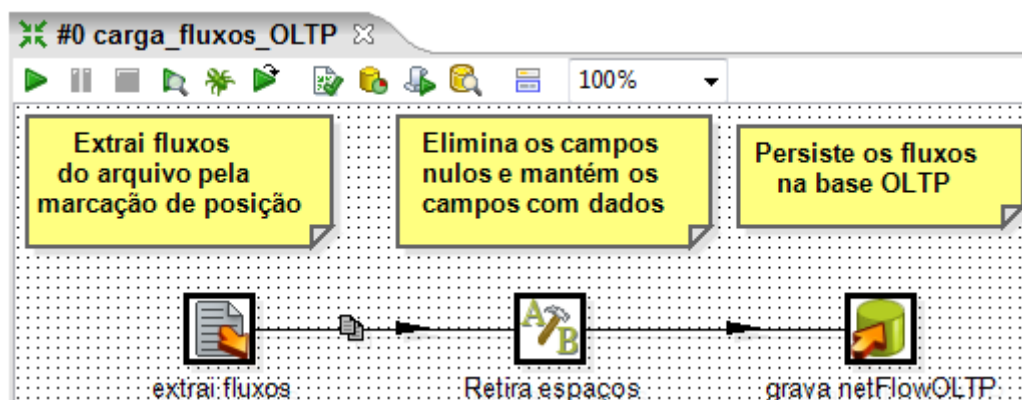 #0 carga_fluxos_OLTP
100%
Extrai fluxos
do arquivo pela
marcação de posição
Elimina os campos
nulos e mantém os
campos com dados
Persiste os fluxos
na base OLTP
A
B
extrai fluxos
Retira espaços
grava netFlowOLTP